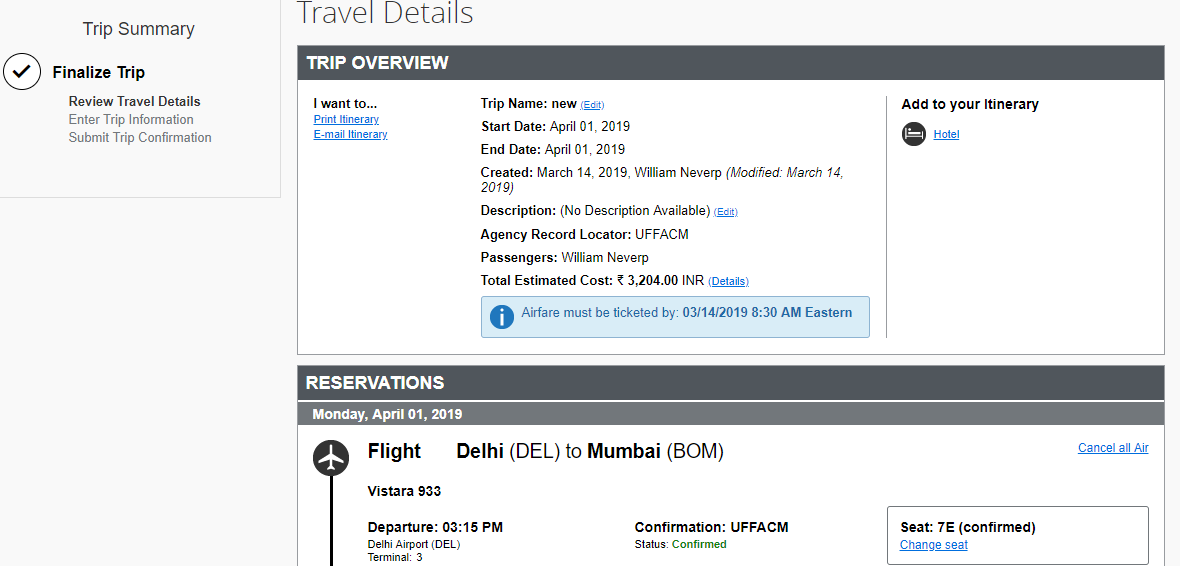 Trip Summary
Finalize Trip
Review Travel Details
Enter Trip Information
Submit Trip Confirmation
Travel Details
TRIP OVERVIEW
I want to...
Print Itinerary
E-mail Itinerary
Trip Name: new (Edit)
Start Date: April 01, 2019
End Date: April 01, 2019
Created: March 14, 2019, William Neverp (Modified: March 14,
2019)
Description: (No Description Available) (Edit)
Agency Record Locator: UFFACM
Passengers: William Neverp
Total Estimated Cost: ₹ 3,204.00 INR (Details)
Airfare must be ticketed by: 03/14/2019 8:30 AM Eastern
Add to your Itinerary
Hotel
RESERVATIONS
Monday, April 01, 2019
Flight Delhi (DEL) to Mumbai (BOM)
Cancel all Air
Vistara 933
Departure: 03:15 PM
Delhi Airport (DEL)
Terminal: 3
Confirmation: UFFACM
Status: Confirmed
Seat: 7E (confirmed)
Change seat